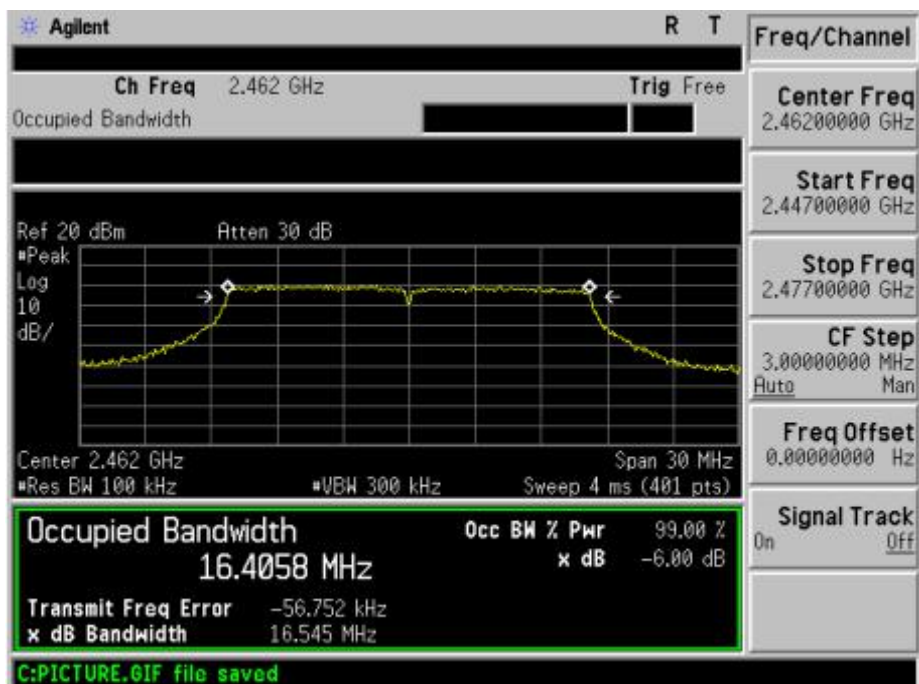 Agilent
R T
Ch Freq 2.462 GHz
Trig Free
Occupied Bandwidth
Ref 20 dBm Atten 30 dB
#Peak
Log
10
dB/
Center 2.462 GHz Span 30 MHz
#Res BW 100 kHz #VBW 300 kHz Sweep 4 ms (401 pts)
Occupied Bandwidth
16.4058 MHz
Occ BW % Pwr 99.00 %
x dB -6.00 dB
Transmit Freq Error -56.752 kHz
x dB Bandwidth 16.545 MHz
C:PICTURE.GIF file saved
Freq/Channel
Center Freq
2.46200000 GHz
Start Freq
2.44700000 GHz
Stop Freq
2.47700000 GHz
CF Step
3.00000000 MHz
Auto Man
Freq Offset
0.00000000 Hz
Signal Track
On Off